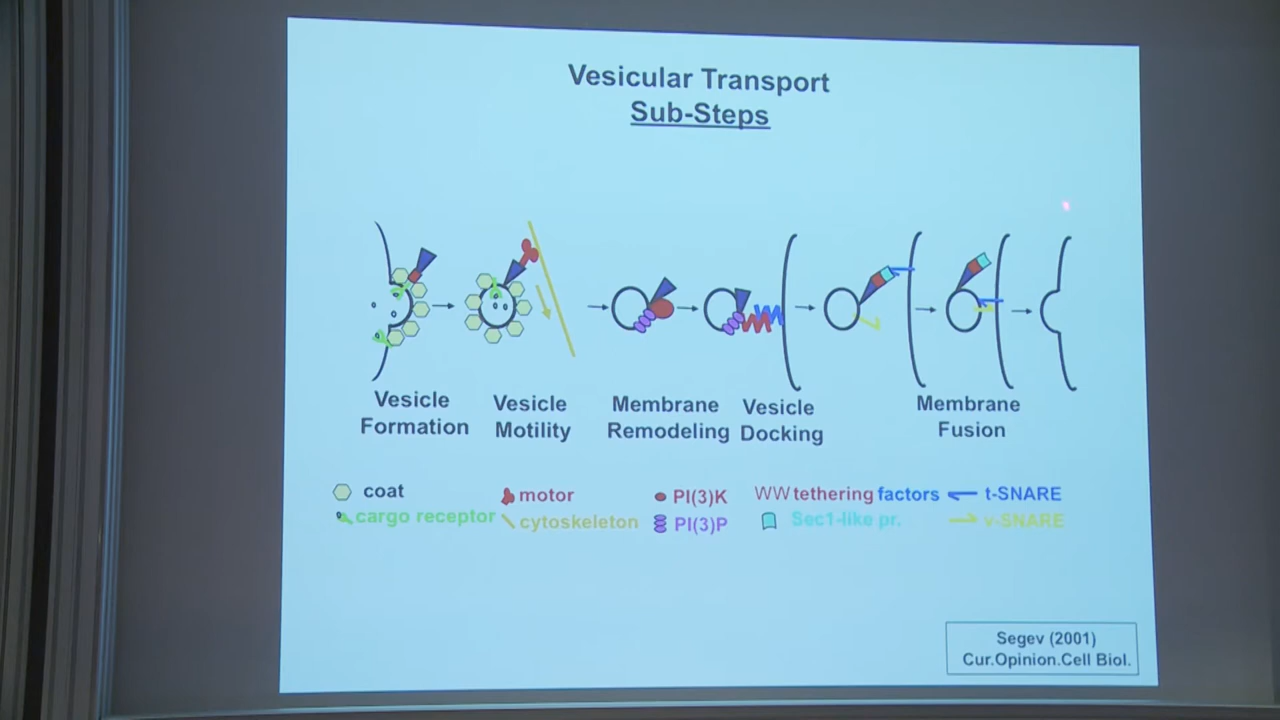 Vesicular Transport
Sub-Steps
Vesicle
Formation
Vesicle
Motility
Membrane
Remodeling
Vesicle
Docking
Membrane
Fusion
coat
motor
PI(3)K
WW tethering factors
t-SNARE
cargo receptor
cytoskeleton
PI(3)P
Sec1-like pr.
v-SNARE
Segev (2001)
Cur.Opinion.Cell Biol.